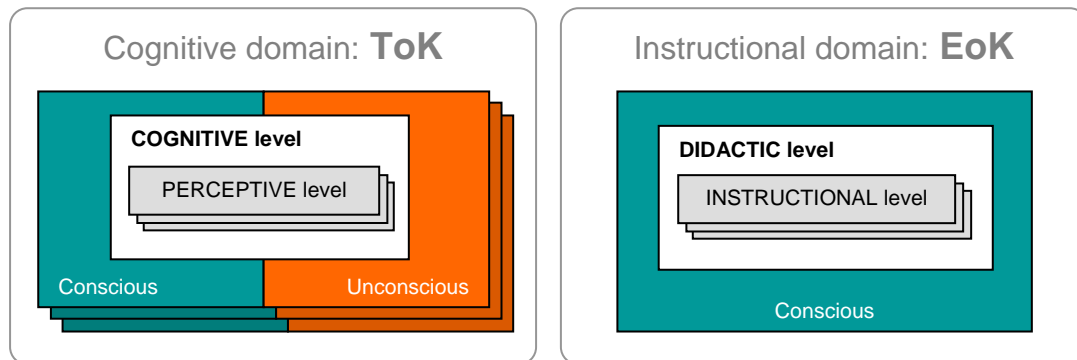 Cognitive domain: ToK
COGNITIVE level
PERCEPTIVE level
Conscious
Unconscious
Instructional domain: EoK
DIDACTIC level
INSTRUCTIONAL level
Conscious